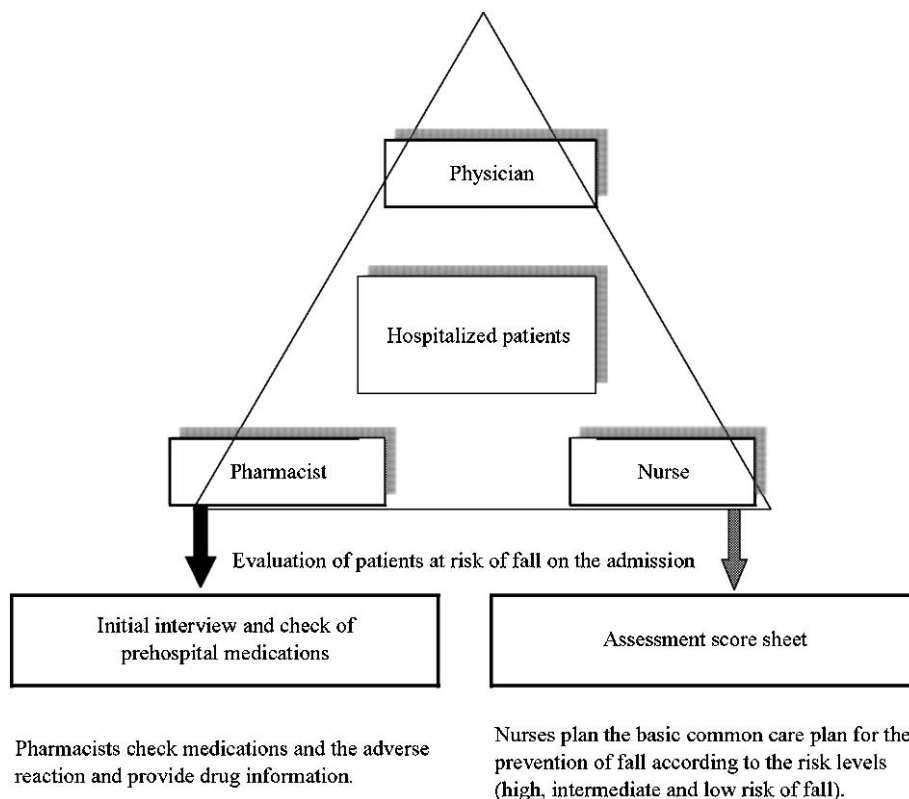 Physician
Hospitalized patients
Pharmacist
Nurse
Evaluation of patients at risk of fall on the admission
Initial interview and check of
prehospital medications
Assessment score sheet
Pharmacists check medications and the adverse
reaction and provide drug information.
Nurses plan the basic common care plan for the
prevention of fall according to the risk levels
(high, intermediate and low risk of fall).